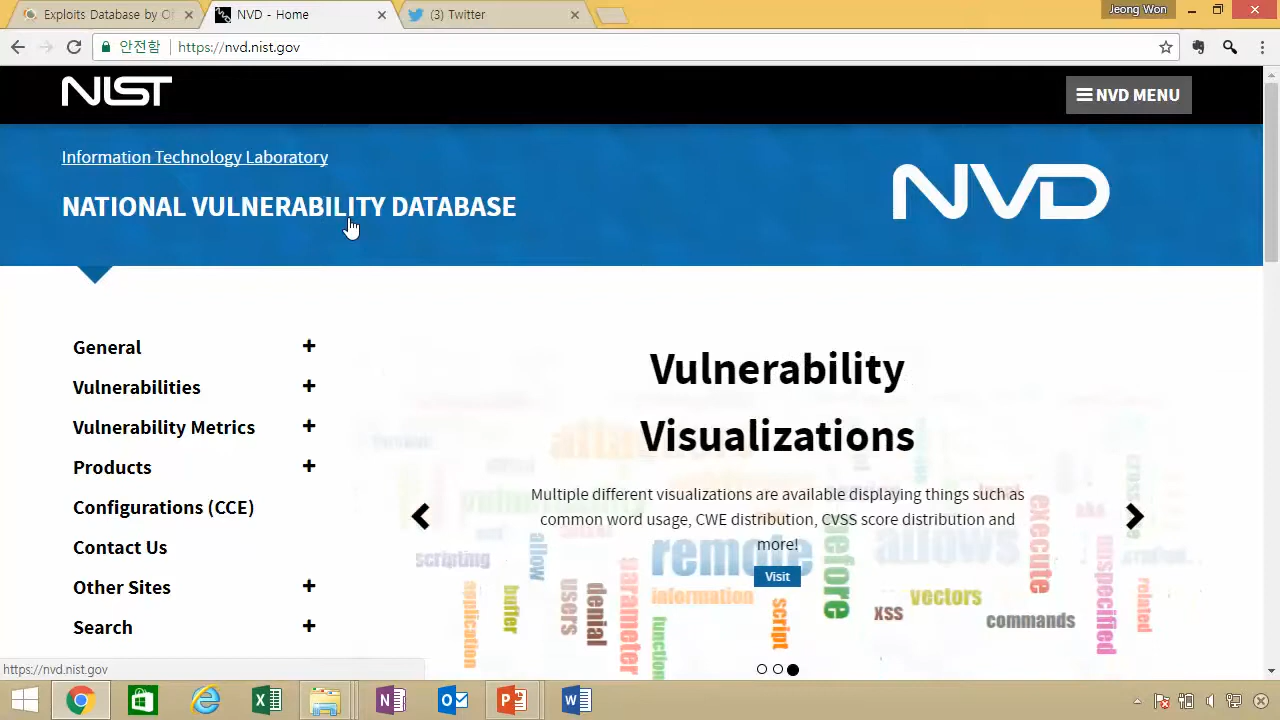 Exploits Database by Of
NVD - Home
(3) Twitter
Jeong Won
안전함
https://nvd.nist.gov
NIST
NVD MENU
Information Technology Laboratory
NVD
NATIONAL VULNERABILITY DATABASE
General
Vulnerabilities
Vulnerability Metrics
Products
Configurations (CCE)
Contact Us
Other Sites
Search
Vulnerability
Visualizations
Multiple different visualizations are available displaying things such as
common word usage, CWE distribution, CVSS score distribution and
more!
Visit
remote
before
allows
execute
scripting
allow
unspecified
application
buffer
users
denial
parameter
information
function
script
xss
vectors
commands
related
https://nvd.nist.gov